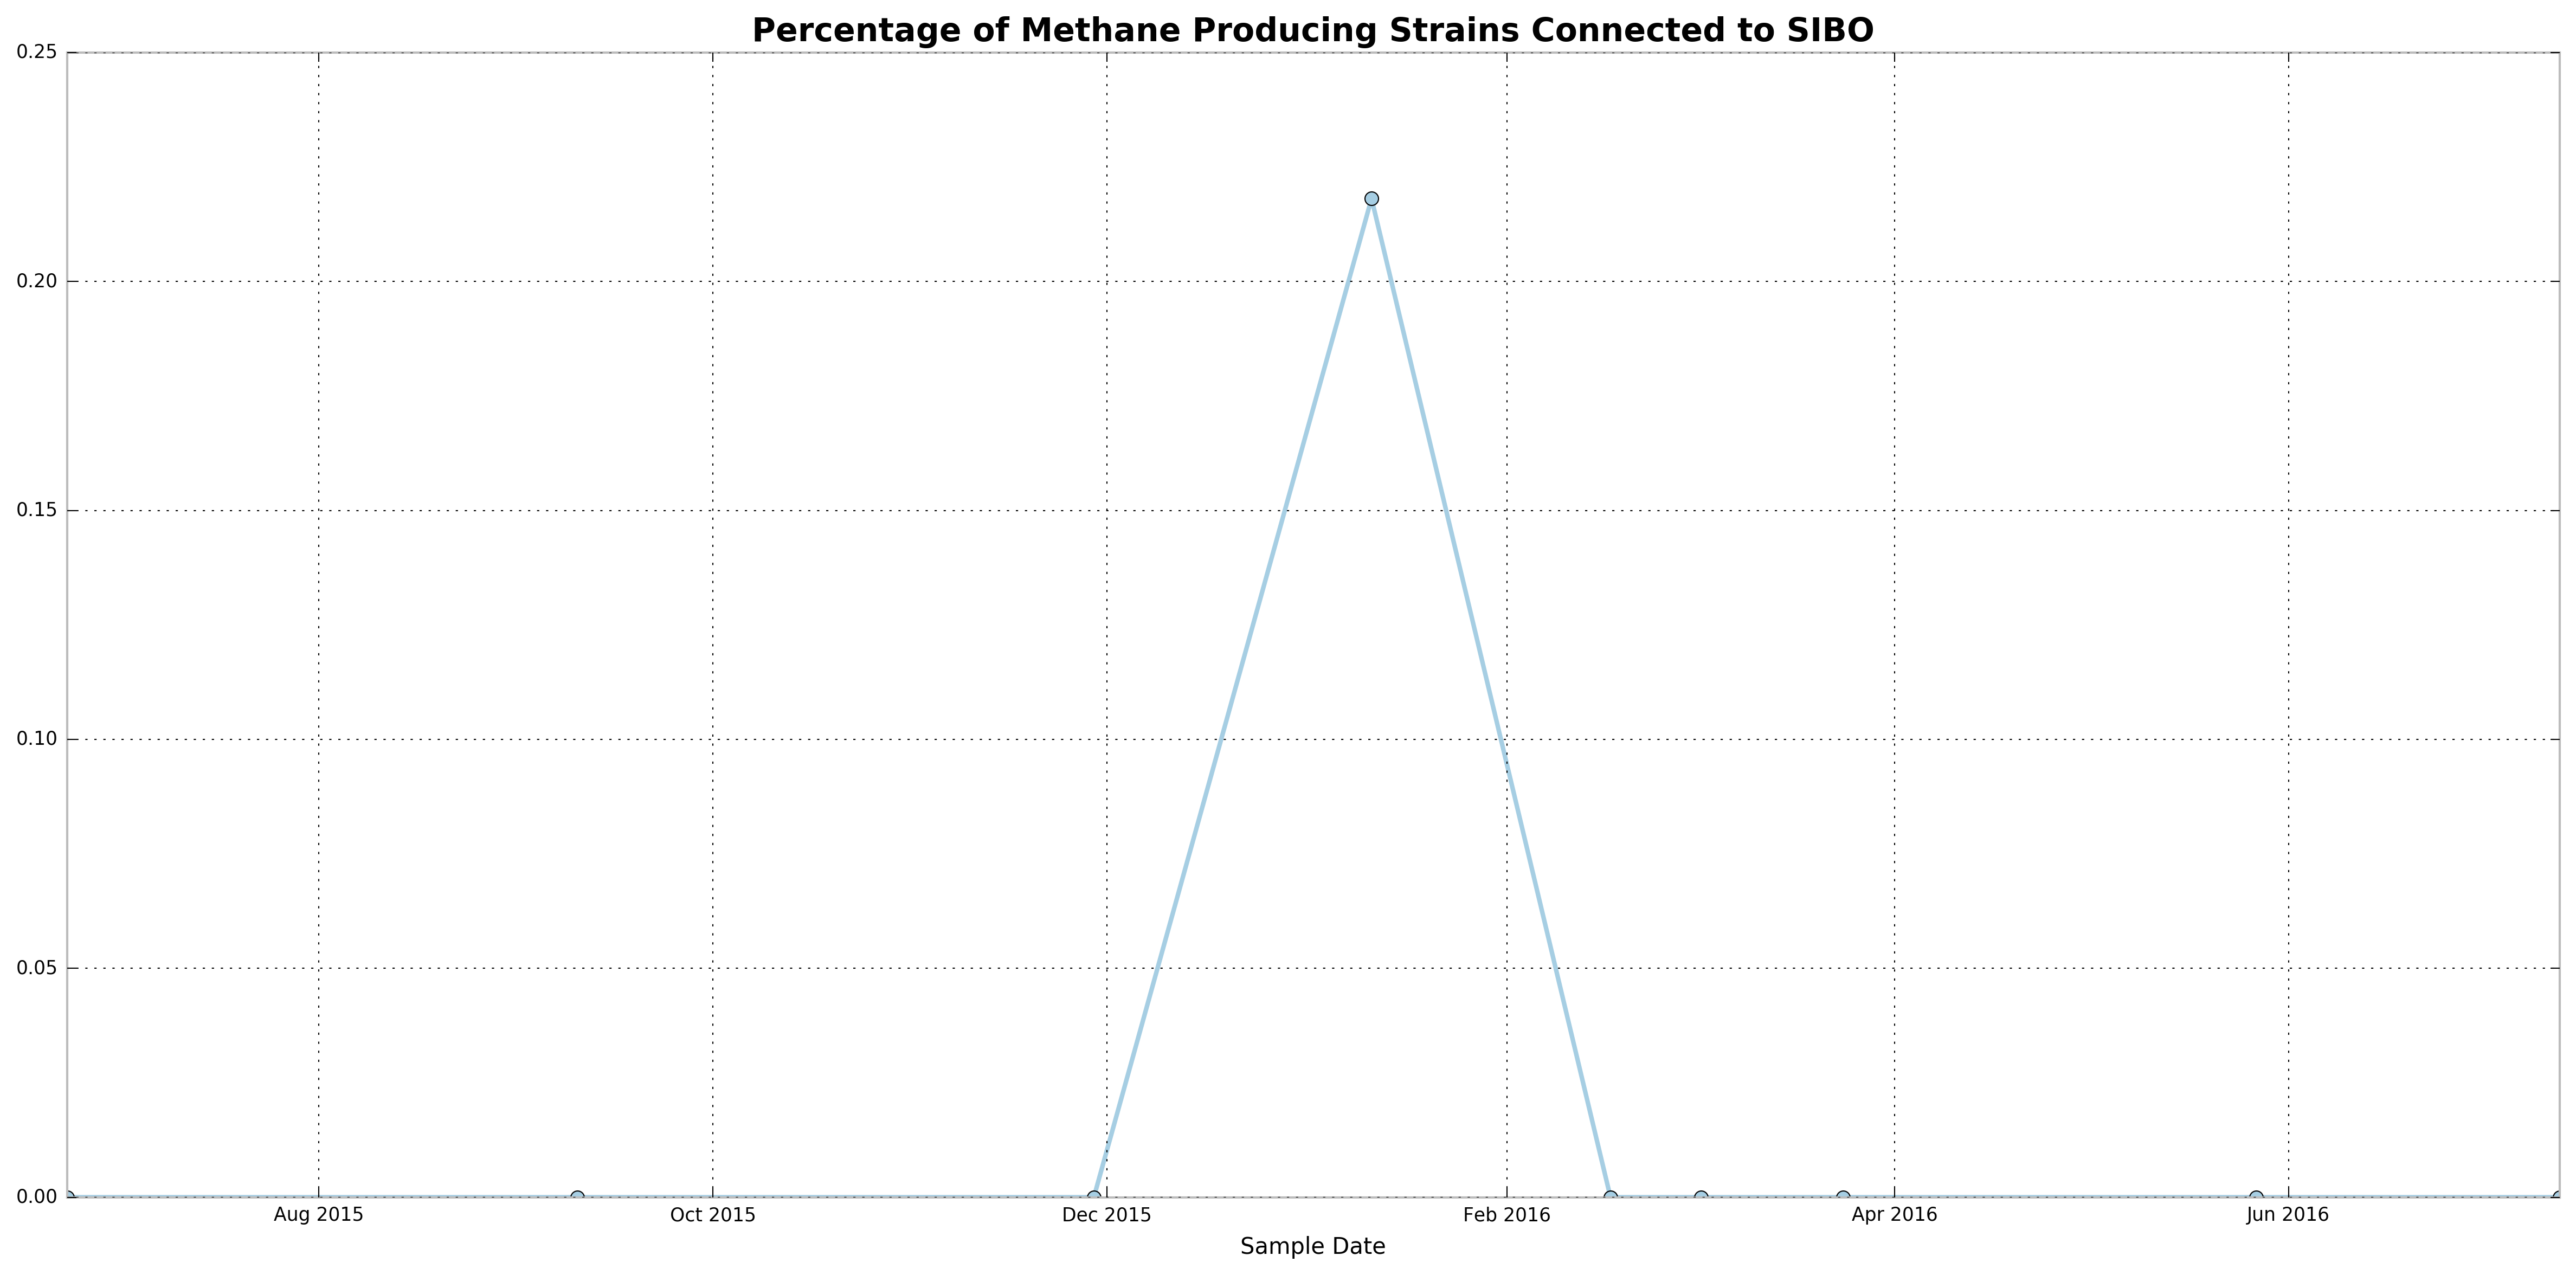 Percentage of Methane Producing Strains Connected to SIBO
0.25
0.20
0.15
0.10
0.05
0.00
Aug 2015 Oct 2015 Dec 2015 Feb 2016 Apr 2016 Jun 2016
Sample Date